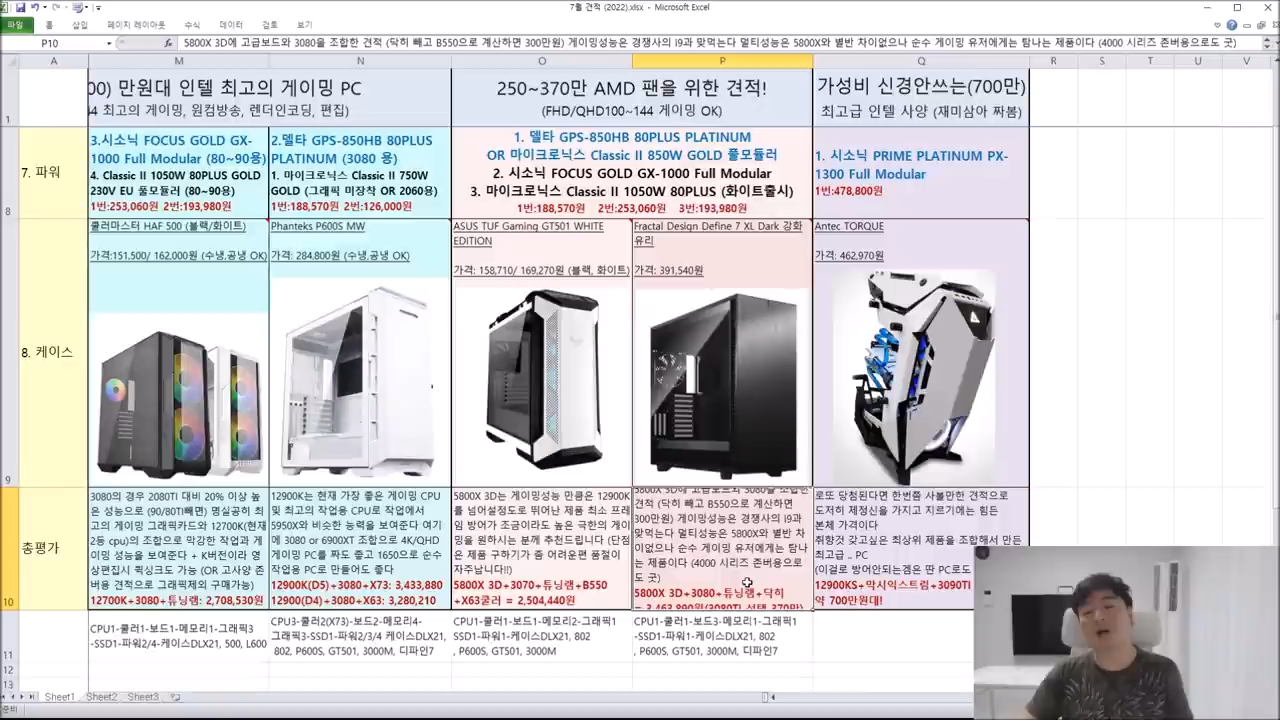 7월 견적 (2022).xlsx - Microsoft Excel
파일 홈 삽입 페이지 레이아웃 수식 데이터 검토 보기
P10 fx 5800X 3D에 고급보드와 3080을 조합한 견적 (닥히 빼고 B550으로 계산하면 300만원) 게이밍성능은 경쟁사의 i9과 맞먹는다 멀티성능은 5800X와 별반 차이없으나 순수 게이밍 유저에게는 탐나는 제품이다 (4000 시리즈 존버용으로도 굿)
A M N O P Q R S T U V
1
00) 만원대 인텔 최고의 게이밍 PC
44 최고의 게이밍, 원컴방송, 렌더인코딩, 편집)
250~370만 AMD 팬을 위한 견적!
(FHD/QHD100~144 게이밍 OK)
가성비 신경안쓰는(700만)
최고급 인텔 사양 (재미삼아 짜봄)
8
7. 파워
3.시소닉 FOCUS GOLD GX-
1000 Full Modular (80~90용)
4. Classic II 1050W 80PLUS GOLD
230V EU 풀모듈러 (80~90용)
1번:253,060원 2번:193,980원
2.델타 GPS-850HB 80PLUS
PLATINUM (3080 용)
1. 마이크로닉스 Classic II 750W
GOLD (그래픽 미장착 OR 2060용)
1번:188,570원 2번:126,000원
1. 델타 GPS-850HB 80PLUS PLATINUM
OR 마이크로닉스 Classic II 850W GOLD 풀모듈러
2. 시소닉 FOCUS GOLD GX-1000 Full Modular
3. 마이크로닉스 Classic II 1050W 80PLUS (화이트출시)
1번:188,570원 2번:253,060원 3번:193,980원
1. 시소닉 PRIME PLATINUM PX-
1300 Full Modular
1번:478,800원
9
8. 케이스
쿨러마스터 HAF 500 (블랙/화이트)
가격:151,500/ 162,000원 (수냉,공냉 OK)
Phanteks P600S MW
가격: 284,800원 (수냉,공냉 OK)
ASUS TUF Gaming GT501 WHITE
EDITION
가격: 158,710/ 169,270원 (블랙, 화이트)
Fractal Design Define 7 XL Dark 강화
유리
가격: 391,540원
Antec TORQUE
가격: 462,970원
10
총평가
3080의 경우 2080TI 대비 20% 이상 높
은 성능으로 (90/80TI빼면) 명실공히 최
고의 게이밍 그래픽카드와 12700K(현재
2등 cpu)의 조합으로 막강한 작업과 게
이밍 성능을 보여준다 + K버전이라 영
상편집시 퀵싱크도 가능 (OR 고사양 존
버용 견적으로 그래픽제외 구매가능)
12700K+3080+튜닝램: 2,708,530원
12900K는 현재 가장 좋은 게이밍 CPU
및 최고의 작업용 CPU로 작업에서
5950X와 비슷한 능력을 보여준다 여기
에 3080 or 6900XT 조합으로 4K/QHD
게이밍 PC를 짜도 좋고 1650으로 순수
작업용 PC로 만들어도 좋다
12900K(D5)+3080+X73: 3,433,880
12900(D4)+3080+X63: 3,280,210
5800X 3D는 게이밍성능 만큼은 12900K
를 넘어설정도로 뛰어난 제품 최소 프레
임 방어가 조금이라도 높은 극한의 게이
밍을 원하시는 분께 추천드립니다 (단점
은 제품 구하기가 좀 어려운편 품절이
자주납니다!!)
5800X 3D+3070+튜닝램+B550
+X63쿨러 = 2,504,440원
5800X 3D에 고급보드와 3080을 조합한
견적 (닥히 빼고 B550으로 계산하면
300만원) 게이밍성능은 경쟁사의 i9과
맞먹는다 멀티성능은 5800X와 별반 차
이없으나 순수 게이밍 유저에게는 탐나
는 제품이다 (4000 시리즈 존버용으로
도 굿)
5800X 3D+3080+튜닝램+닥히
= 3,463,890원(3080TI 선택 370만)
로또 당첨된다면 한번쯤 사볼만한 견적으로
도저히 제정신을 가지고 지르기에는 힘든
본체 가격이다
취향것 갖고싶은 최상위 제품을 조합해서 만든
최고급 .. PC
(이걸로 방어안되는겜은 딴 PC로도
12900KS+막시익스트림+3090TI
약 700만원대!
11
CPU1-쿨러1-보드1-메모리1-그래픽3
-SSD1-파워2/4-케이스DLX21, 500, L600
CPU3-쿨러2(X73)-보드2-메모리4-
그래픽3-SSD1-파워2/3/4 케이스DLX21,
802, P600S, GT501, 3000M, 디파인7
CPU1-쿨러1-보드1-메모리2-그래픽1
SSD1-파워1-케이스DLX21, 802
, P600S, GT501, 3000M
CPU1-쿨러1-보드3-메모리1-그래픽1
-SSD1-파워1-케이스DLX21, 802
, P600S, GT501, 3000M, 디파인7
12
13
Sheet1 Sheet2 Sheet3
준비